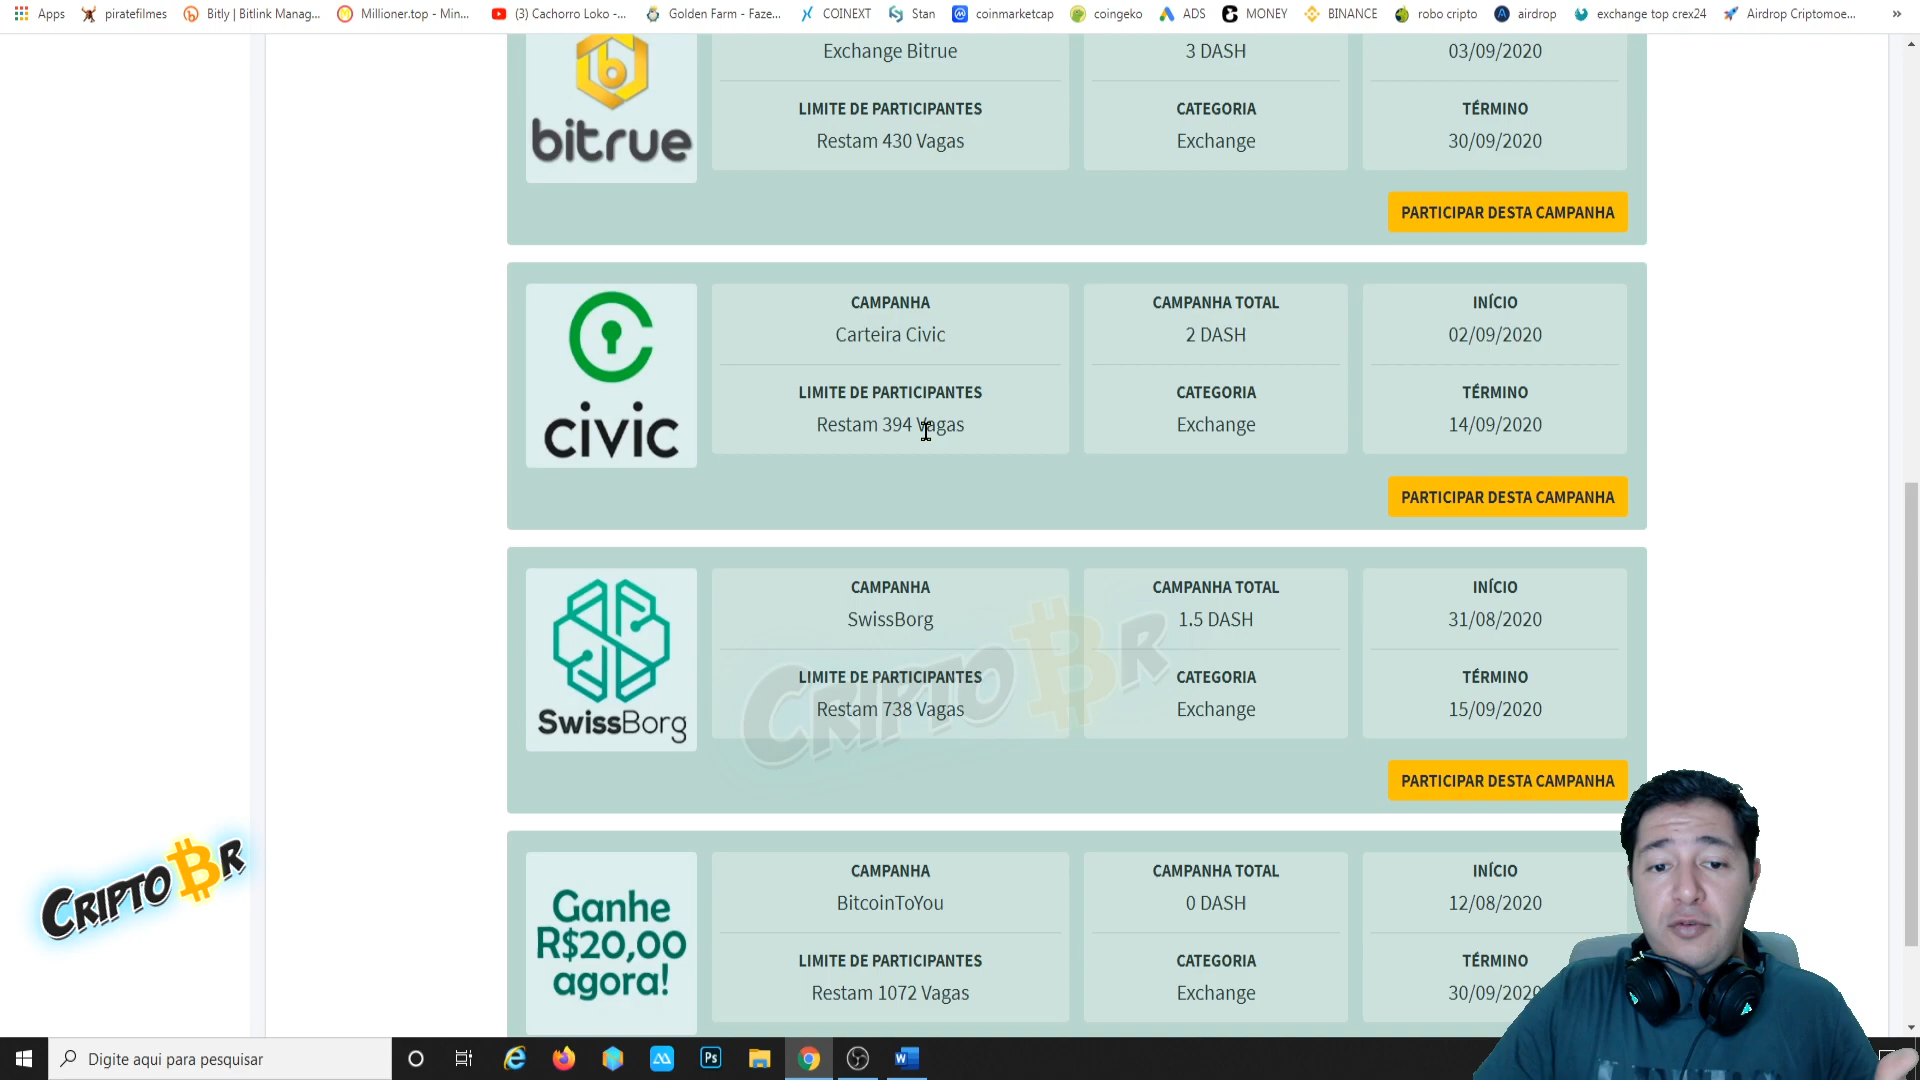 Apps
piratefilmes
Bitly | Bitlink Manag...
Millioner.top - Min...
(3) Cachorro Loko -...
Golden Farm - Faze...
COINEXT
Stan
coinmarketcap
coingeko
ADS
MONEY
BINANCE
robo cripto
airdrop
exchange top crex24
Airdrop Criptomoe...
»
bitrue
Exchange Bitrue
3 DASH
03/09/2020
LIMITE DE PARTICIPANTES
CATEGORIA
TÉRMINO
Restam 430 Vagas
Exchange
30/09/2020
PARTICIPAR DESTA CAMPANHA
civic
CAMPANHA
CAMPANHA TOTAL
INÍCIO
Carteira Civic
2 DASH
02/09/2020
LIMITE DE PARTICIPANTES
CATEGORIA
TÉRMINO
Restam 394 Vagas
Exchange
14/09/2020
PARTICIPAR DESTA CAMPANHA
SwissBorg
CAMPANHA
CAMPANHA TOTAL
INÍCIO
SwissBorg
1.5 DASH
31/08/2020
LIMITE DE PARTICIPANTES
CATEGORIA
TÉRMINO
Restam 738 Vagas
Exchange
15/09/2020
CRIPTOBR
PARTICIPAR DESTA CAMPANHA
CRIPTOBR
Ganhe
R$20,00
agora!
CAMPANHA
CAMPANHA TOTAL
INÍCIO
BitcoinToYou
0 DASH
12/08/2020
LIMITE DE PARTICIPANTES
CATEGORIA
TÉRMINO
Restam 1072 Vagas
Exchange
30/09/2020
Digite aqui para pesquisar
Ps
W